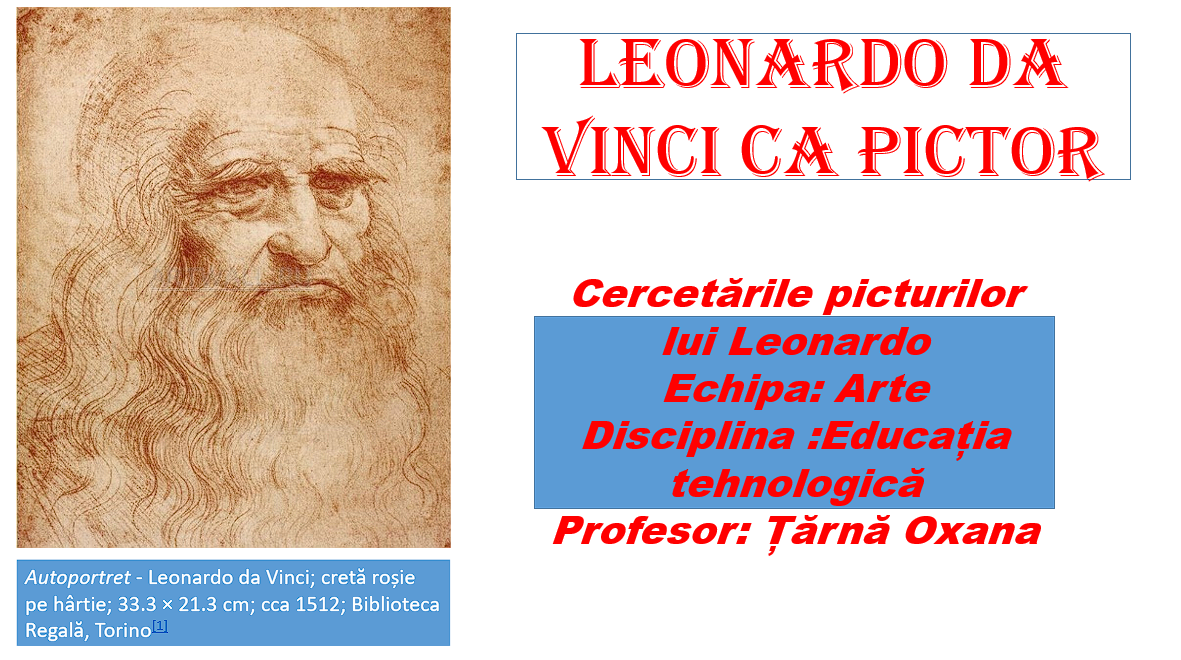 LEONARDO DA
VINCI CA PICTOR
Cercetările picturilor
lui Leonardo
Echipa: Arte
Disciplina :Educația
tehnologică
Profesor: Țărnă Oxana
Autoportret - Leonardo da Vinci; cretă roșie
pe hârtie; 33.3 × 21.3 cm; cca 1512; Biblioteca
Regală, Torino[1]